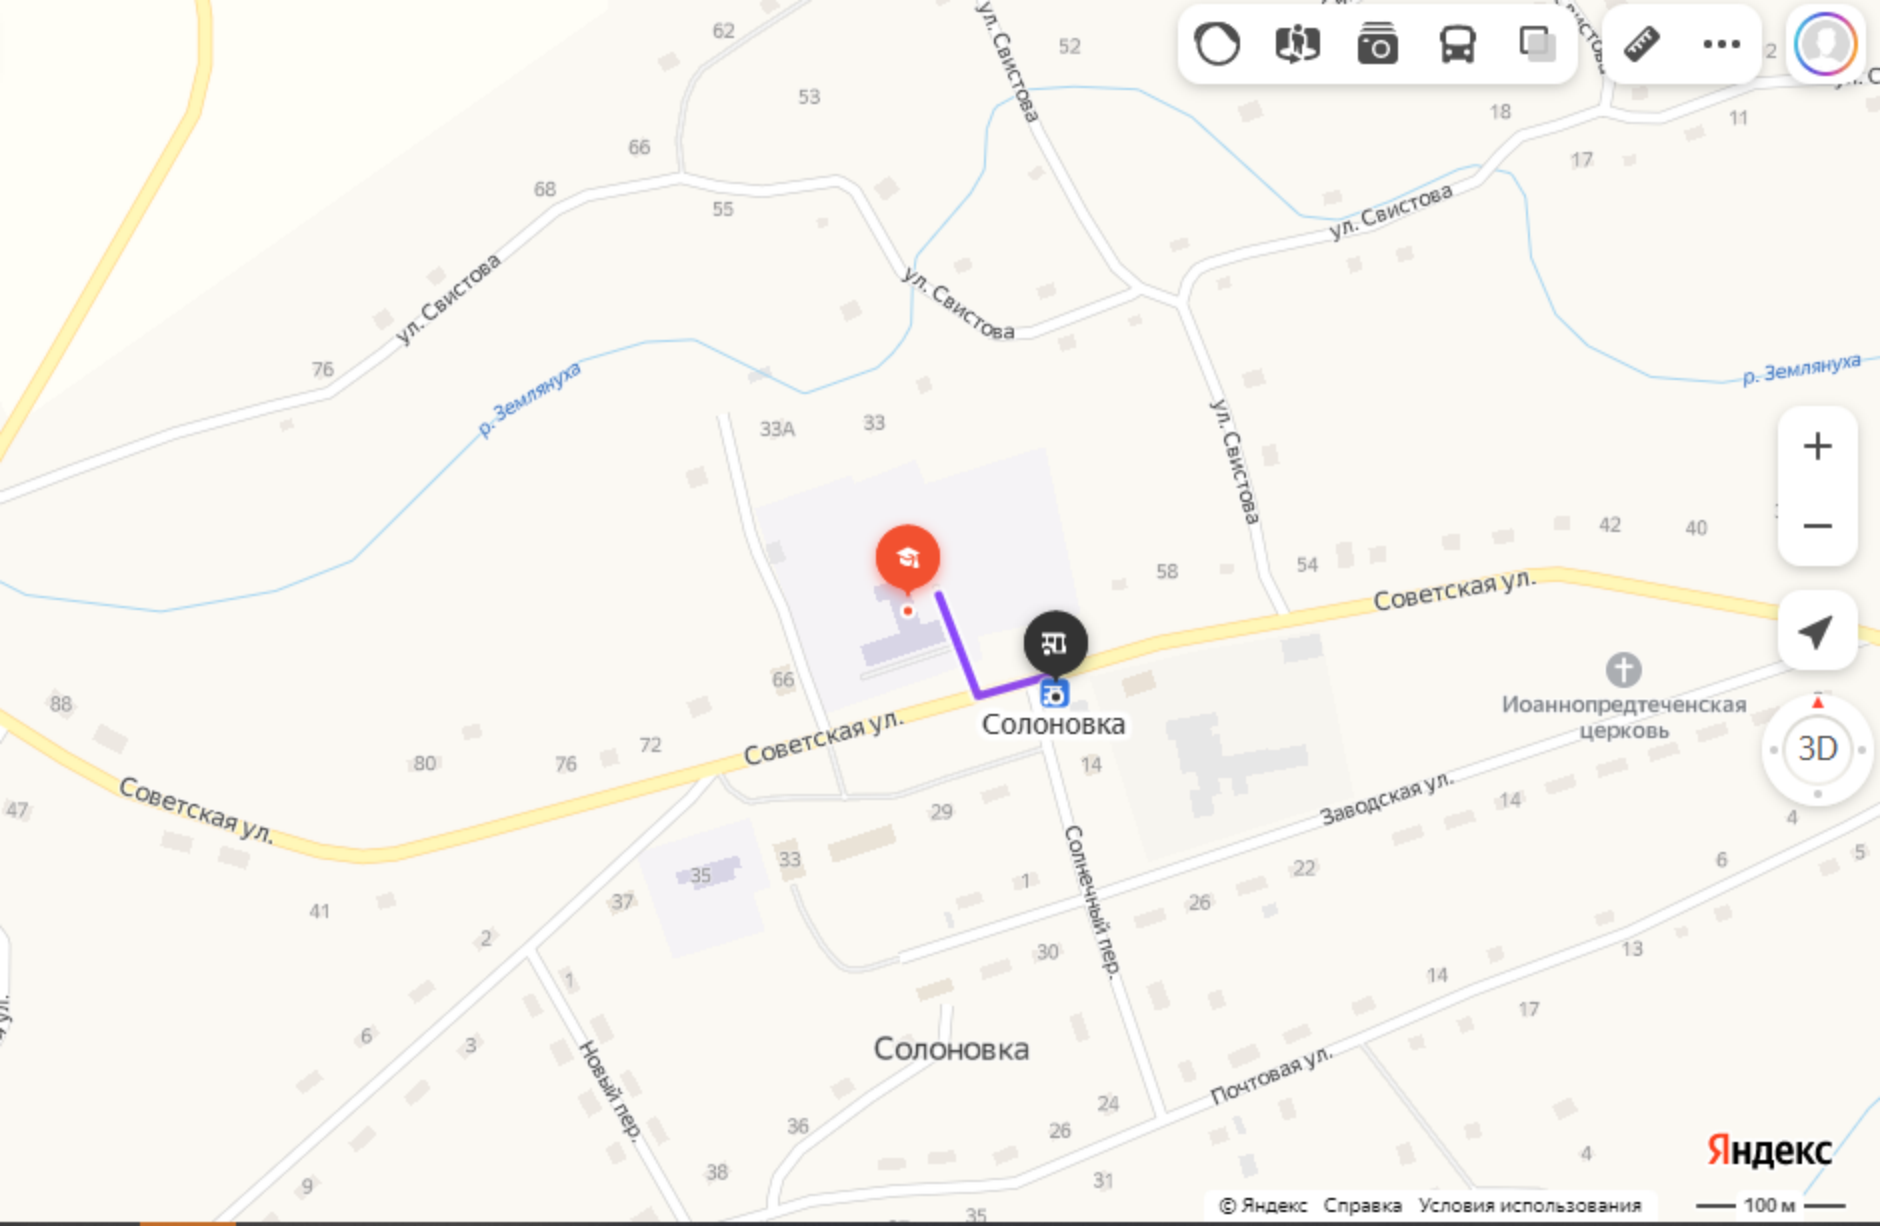 62
52
ул. Свистова
2
53
18
11
66
17
68
55
ул. Свистова
ул. Свистова
ул. Свистова
76
р. Землянуха
р. Землянуха
33А
33
ул. Свистова
42
40
58
54
Советская ул.
66
88
Солоновка
Иоаннопредтеченская
церковь
3D
Советская ул.
72
80
76
14
47
Советская ул.
29
Заводская ул.
14
4
33
35
1
22
6
5
37
26
41
Солнечный пер.
2
30
13
1
14
17
6
3
Солоновка
Новый пер.
Почтовая ул.
24
36
26
4
Яндекс
38
31
9
35
© Яндекс Справка Условия использования
100 м